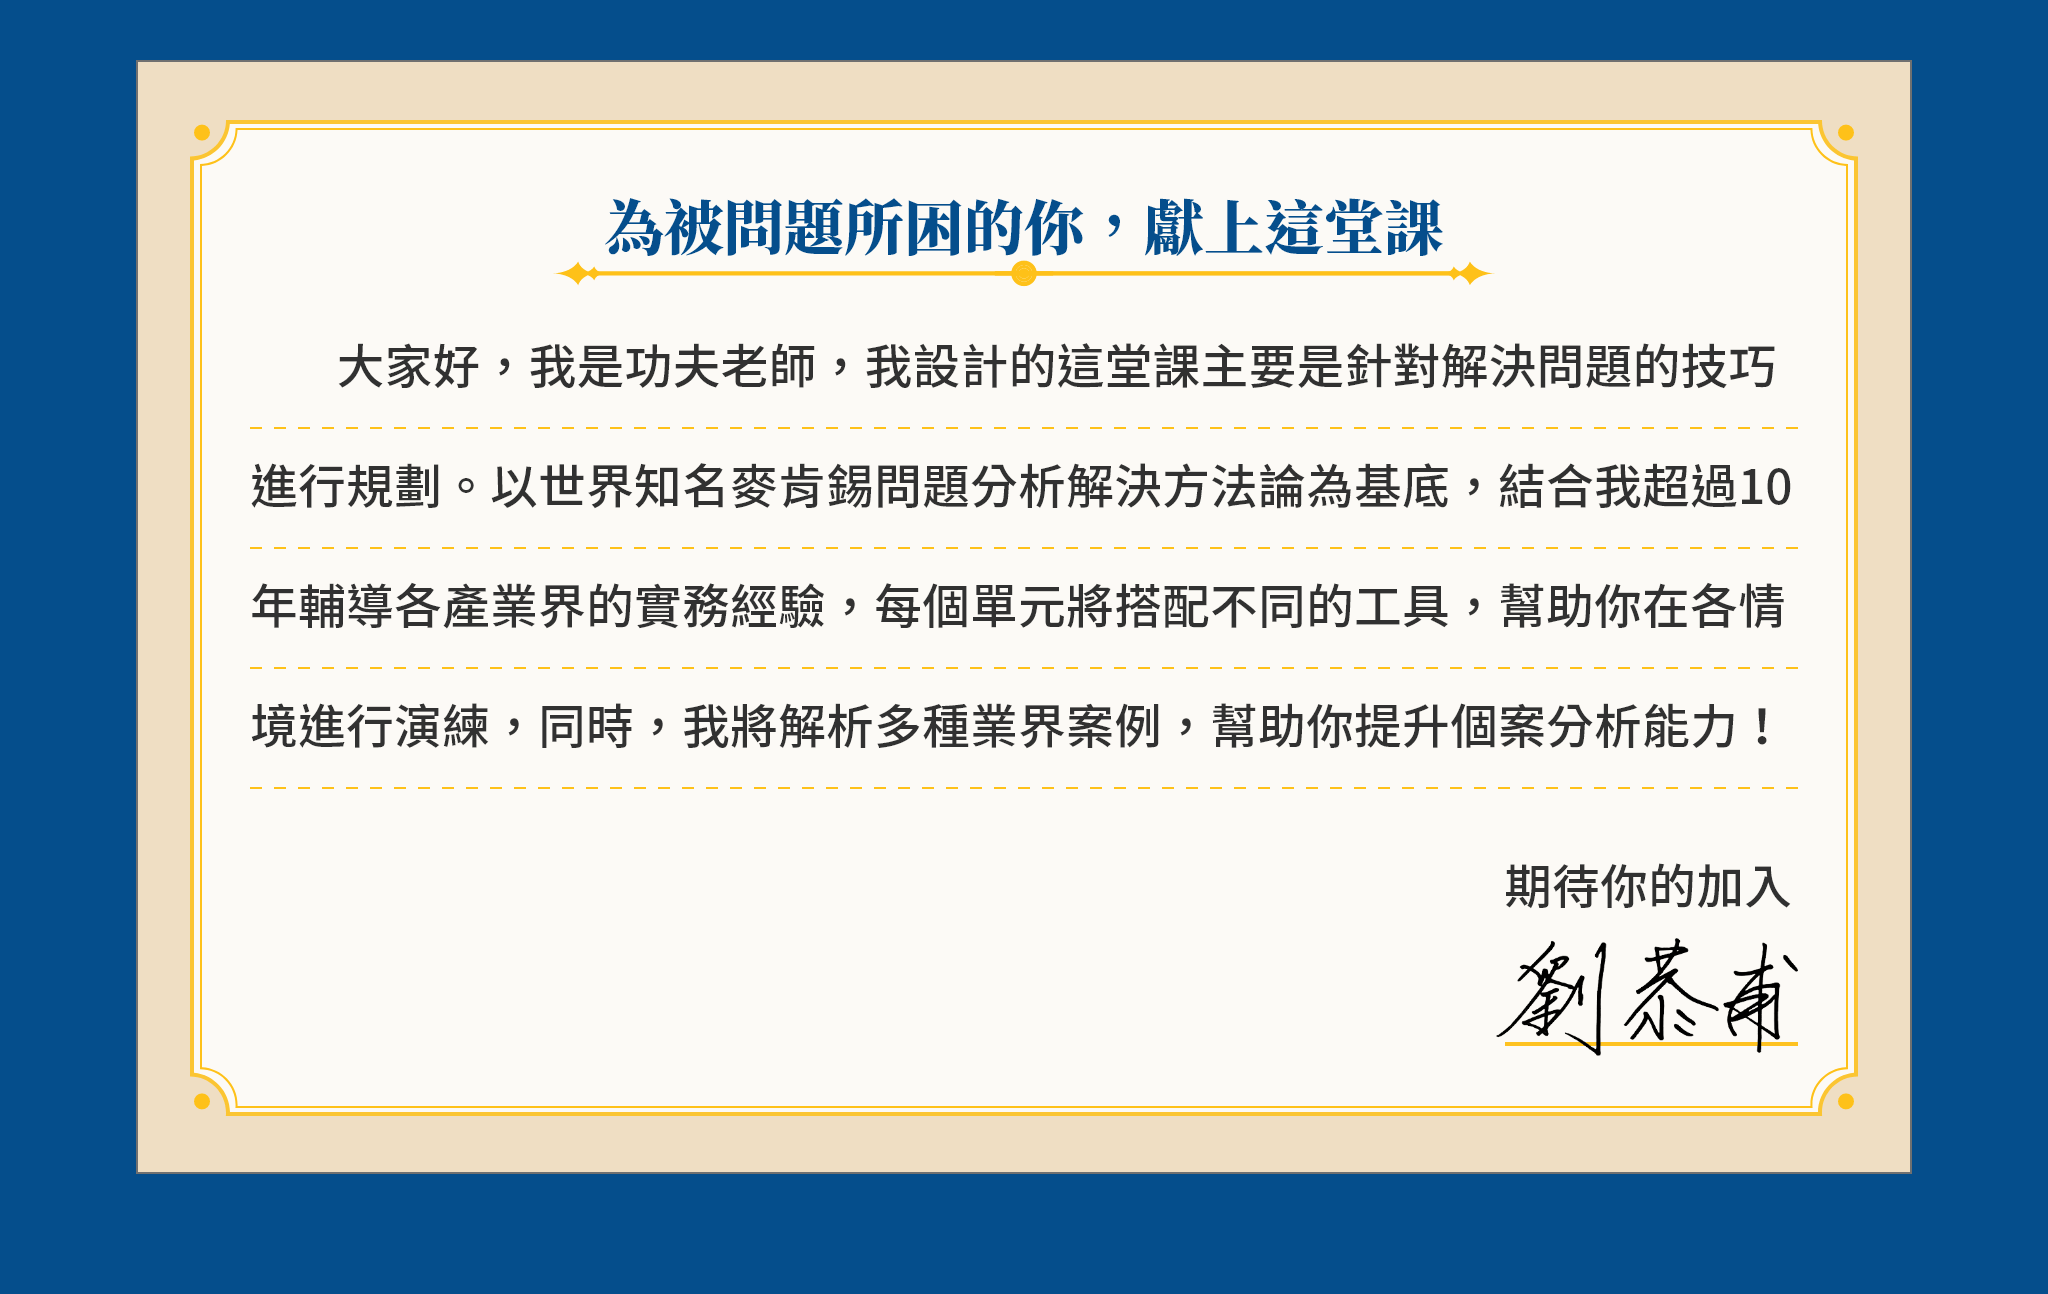 為被問題所困的你，獻上這堂課
大家好，我是功夫老師，我設計的這堂課主要是針對解決問題的技巧
進行規劃。以世界知名麥肯錫問題分析解決方法論為基底，結合我超過10
年輔導各產業界的實務經驗，每個單元將搭配不同的工具，幫助你在各情
境進行演練，同時，我將解析多種業界案例，幫助你提升個案分析能力！
期待你的加入
劉恭甫